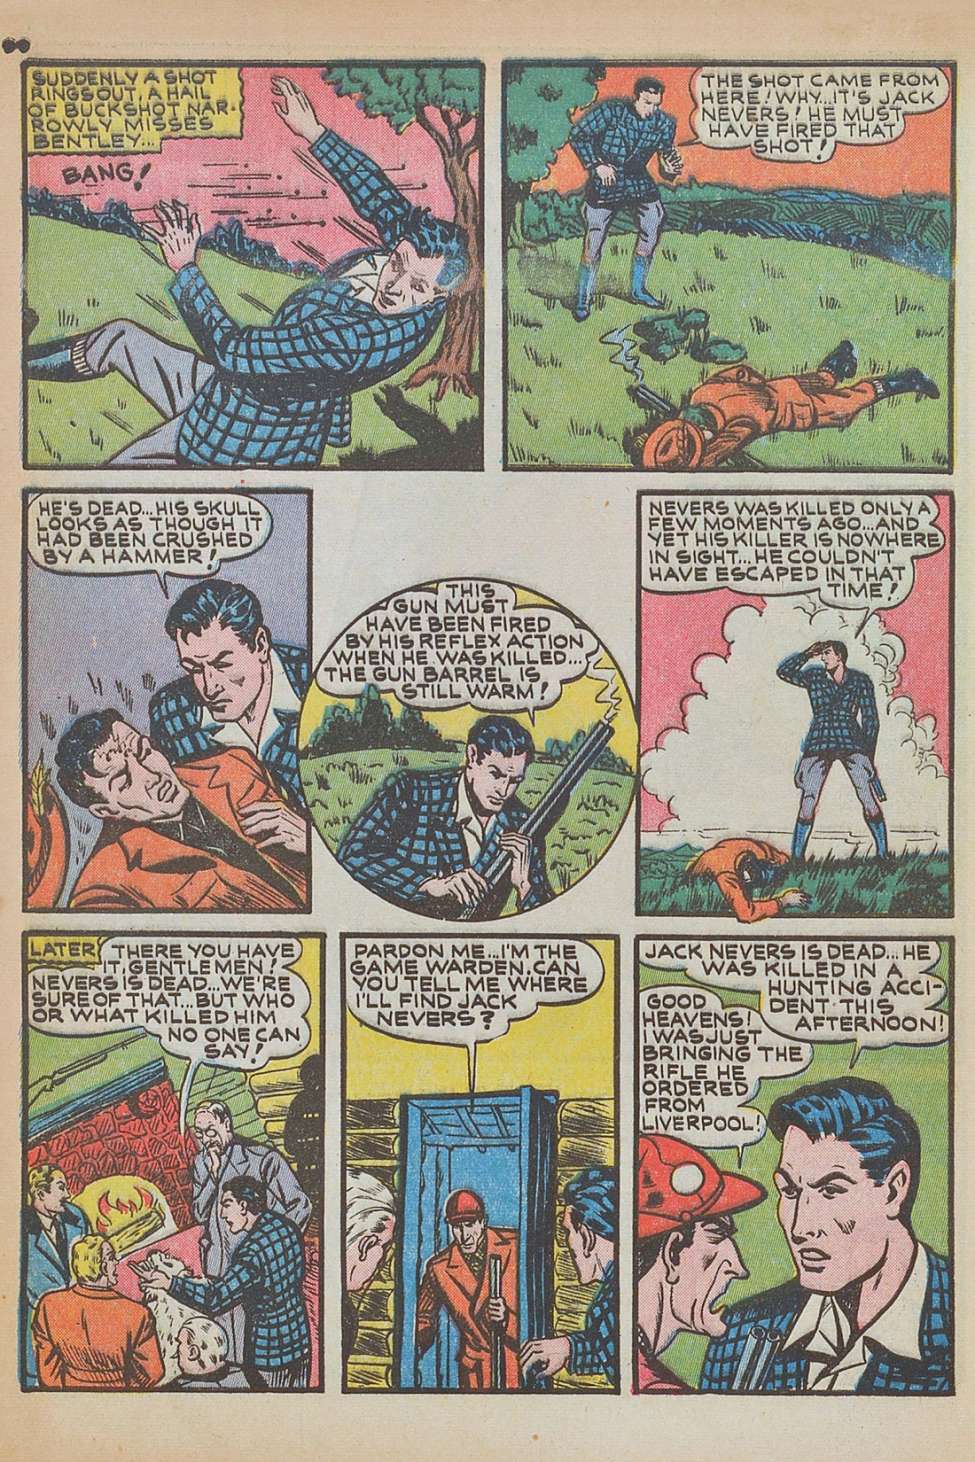 SUDDENLY A SHOT
RINGS OUT, A HAIL
OF BUCKSHOT NAR-
ROWLY MISSES
BENTLEY...
BANG!
THE SHOT CAME FROM
HERE! WHY...IT'S JACK
NEVERS! HE MUST
HAVE FIRED THAT
SHOT!
HE'S DEAD...HIS SKULL
LOOKS AS THOUGH IT
HAD BEEN CRUSHED
BY A HAMMER!
THIS
GUN MUST
HAVE BEEN FIRED
BY HIS REFLEX ACTION
WHEN HE WAS KILLED...
THE GUN BARREL IS
STILL WARM!
NEVERS WAS KILLED ONLY A
FEW MOMENTS AGO...AND
YET HIS KILLER IS NOWHERE
IN SIGHT...HE COULDN'T
HAVE ESCAPED IN THAT
TIME!
LATER
THERE YOU HAVE
IT, GENTLEMEN!
NEVERS IS DEAD...WE'RE
SURE OF THAT...BUT WHO
OR WHAT KILLED HIM
NO ONE CAN
SAY!
PARDON ME...I'M THE
GAME WARDEN. CAN
YOU TELL ME WHERE
I'LL FIND JACK
NEVERS?
JACK NEVERS IS DEAD...HE
WAS KILLED IN A
HUNTING ACCI-
DENT THIS
AFTERNOON!
GOOD
HEAVENS!
I WAS JUST
BRINGING THE
RIFLE HE
ORDERED
FROM
LIVERPOOL!